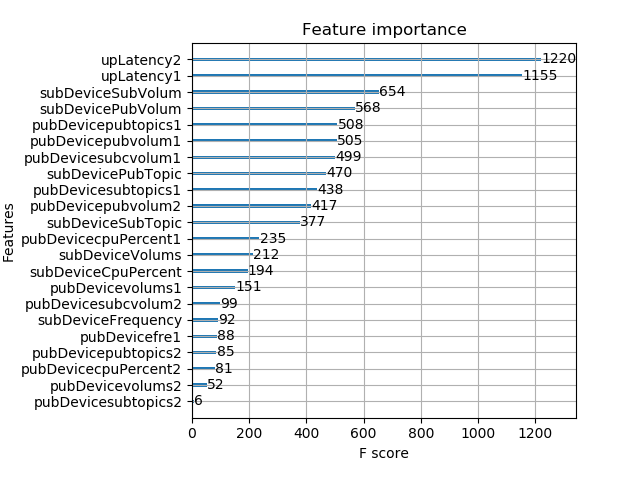 Feature importance
upLatency2 1220
upLatency1 1155
subDeviceSubVolum 654
subDevicePubVolum 568
pubDevicepubtopics1 508
pubDevicepubvolum1 505
pubDevicesubcvolum1 499
subDevicePubTopic 470
pubDevicesubtopics1 438
pubDevicepubvolum2 417
subDeviceSubTopic 377
pubDevicecpuPercent1 235
subDeviceVolums 212
subDeviceCpuPercent 194
pubDevicevolums1 151
pubDevicesubcvolum2 99
subDeviceFrequency 92
pubDevicefre1 88
pubDevicepubtopics2 85
pubDevicecpuPercent2 81
pubDevicevolums2 52
pubDevicesubtopics2 6
Features
0 200 400 600 800 1000 1200
F score